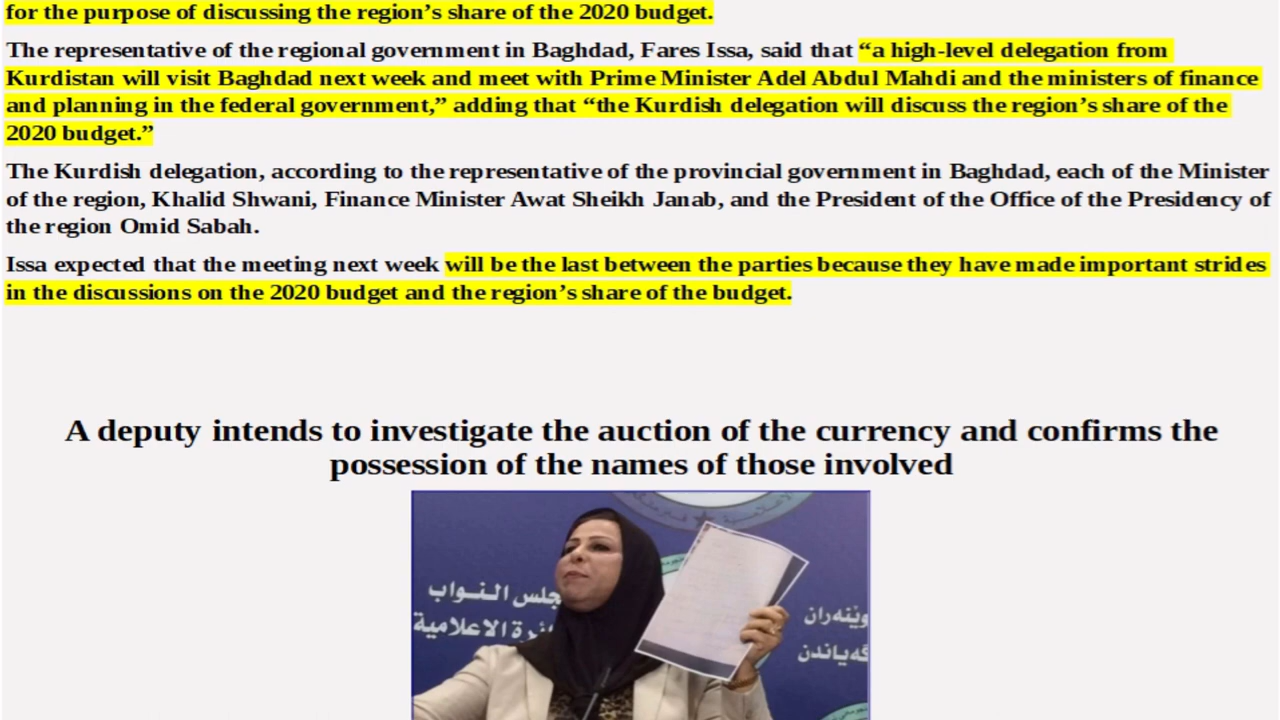 for the purpose of discussing the region’s share of the 2020 budget.
The representative of the regional government in Baghdad, Fares Issa, said that “a high-level delegation from
Kurdistan will visit Baghdad next week and meet with Prime Minister Adel Abdul Mahdi and the ministers of finance
and planning in the federal government,” adding that “the Kurdish delegation will discuss the region’s share of the
2020 budget.”
The Kurdish delegation, according to the representative of the provincial government in Baghdad, each of the Minister
of the region, Khalid Shwani, Finance Minister Awat Sheikh Janab, and the President of the Office of the Presidency of
the region Omid Sabah.
Issa expected that the meeting next week will be the last between the parties because they have made important strides
in the discussions on the 2020 budget and the region’s share of the budget.
A deputy intends to investigate the auction of the currency and confirms the
possession of the names of those involved
جلس النواب
ئرة الاعلامية
وێنەران
گەیاندن